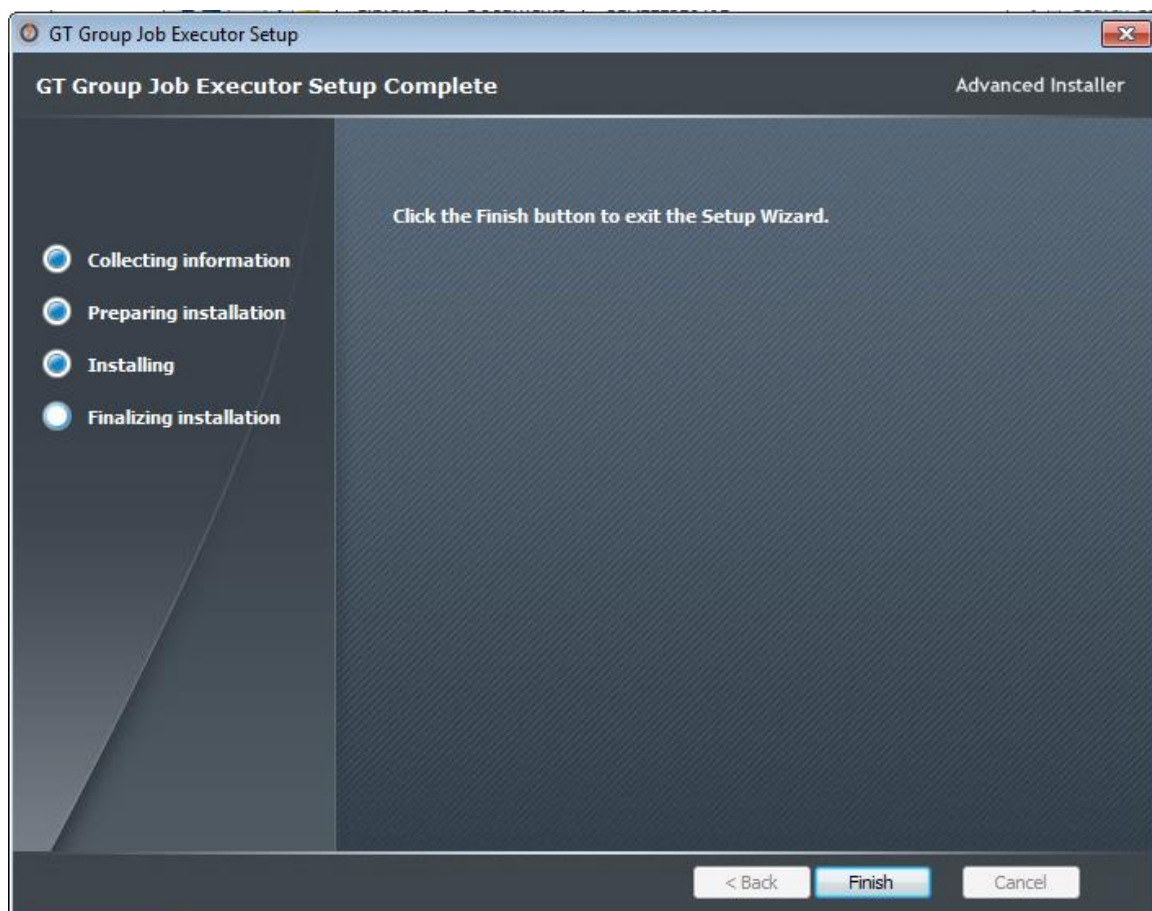 GT Group Job Executor Setup
GT Group Job Executor Setup Complete
Advanced Installer
Click the Finish button to exit the Setup Wizard.
Collecting information
Preparing installation
Installing
Finalizing installation
< Back
Finish
Cancel